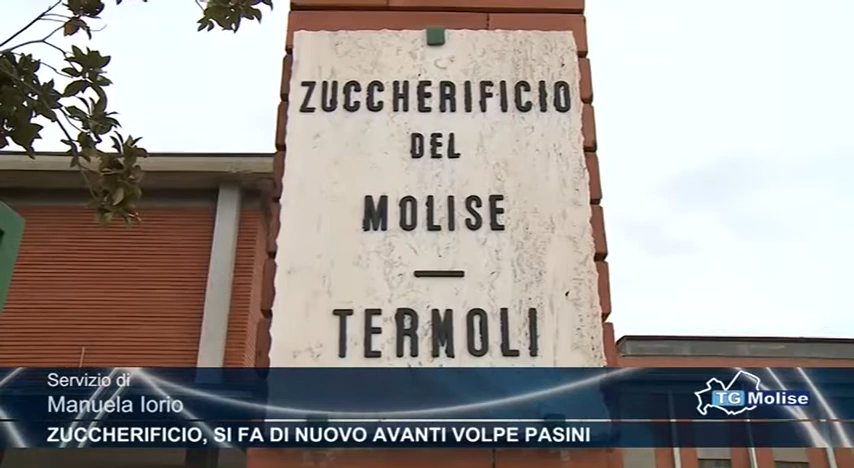 ZUCCHERIFICIO
DEL
MOLISE
—
TERMOLI
Servizio di
Manuela Iorio
ZUCCHERIFICIO, SI FA DI NUOVO AVANTI VOLPE PASINI
TG Molise